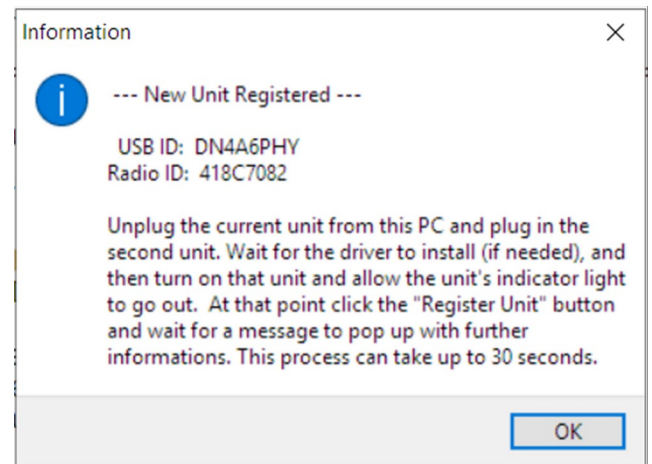 Information
--- New Unit Registered ---
USB ID: DN4A6PHY
Radio ID: 418C7082
Unplug the current unit from this PC and plug in the
second unit. Wait for the driver to install (if needed), and
then turn on that unit and allow the unit's indicator light
to go out. At that point click the "Register Unit" button
and wait for a message to pop up with further
informations. This process can take up to 30 seconds.
OK